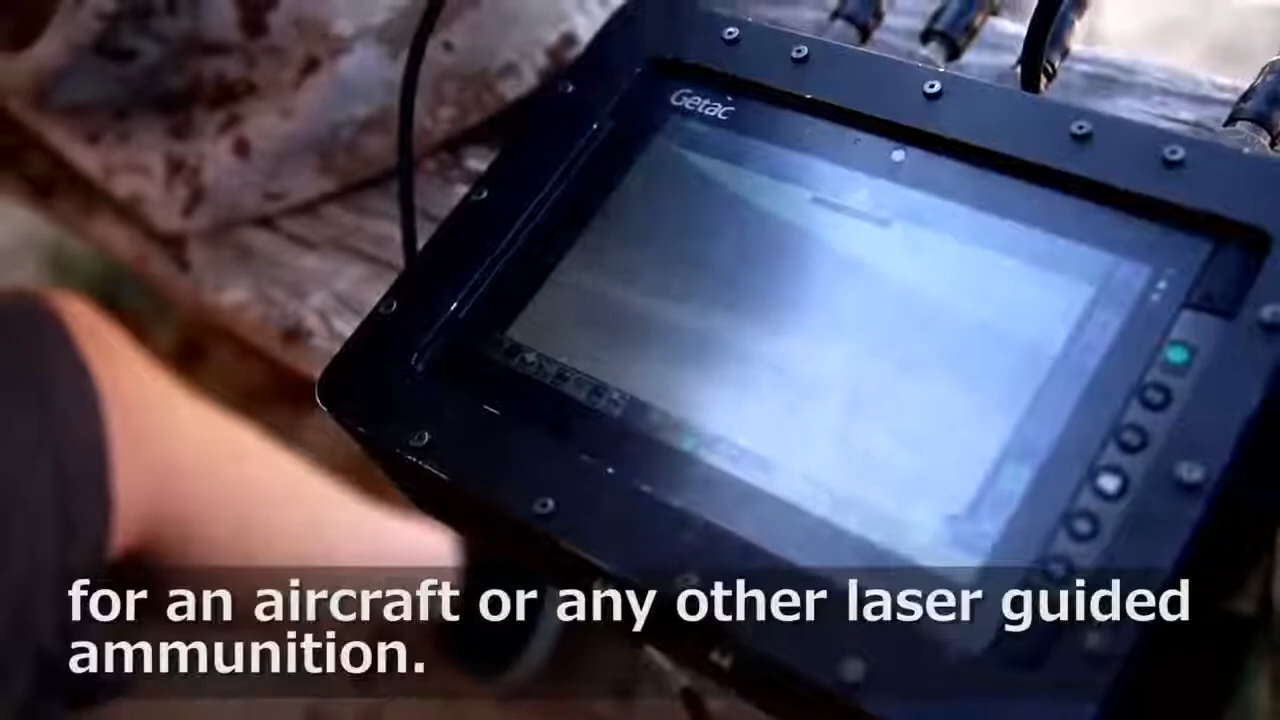 Getac
for an aircraft or any other laser guided
ammunition.